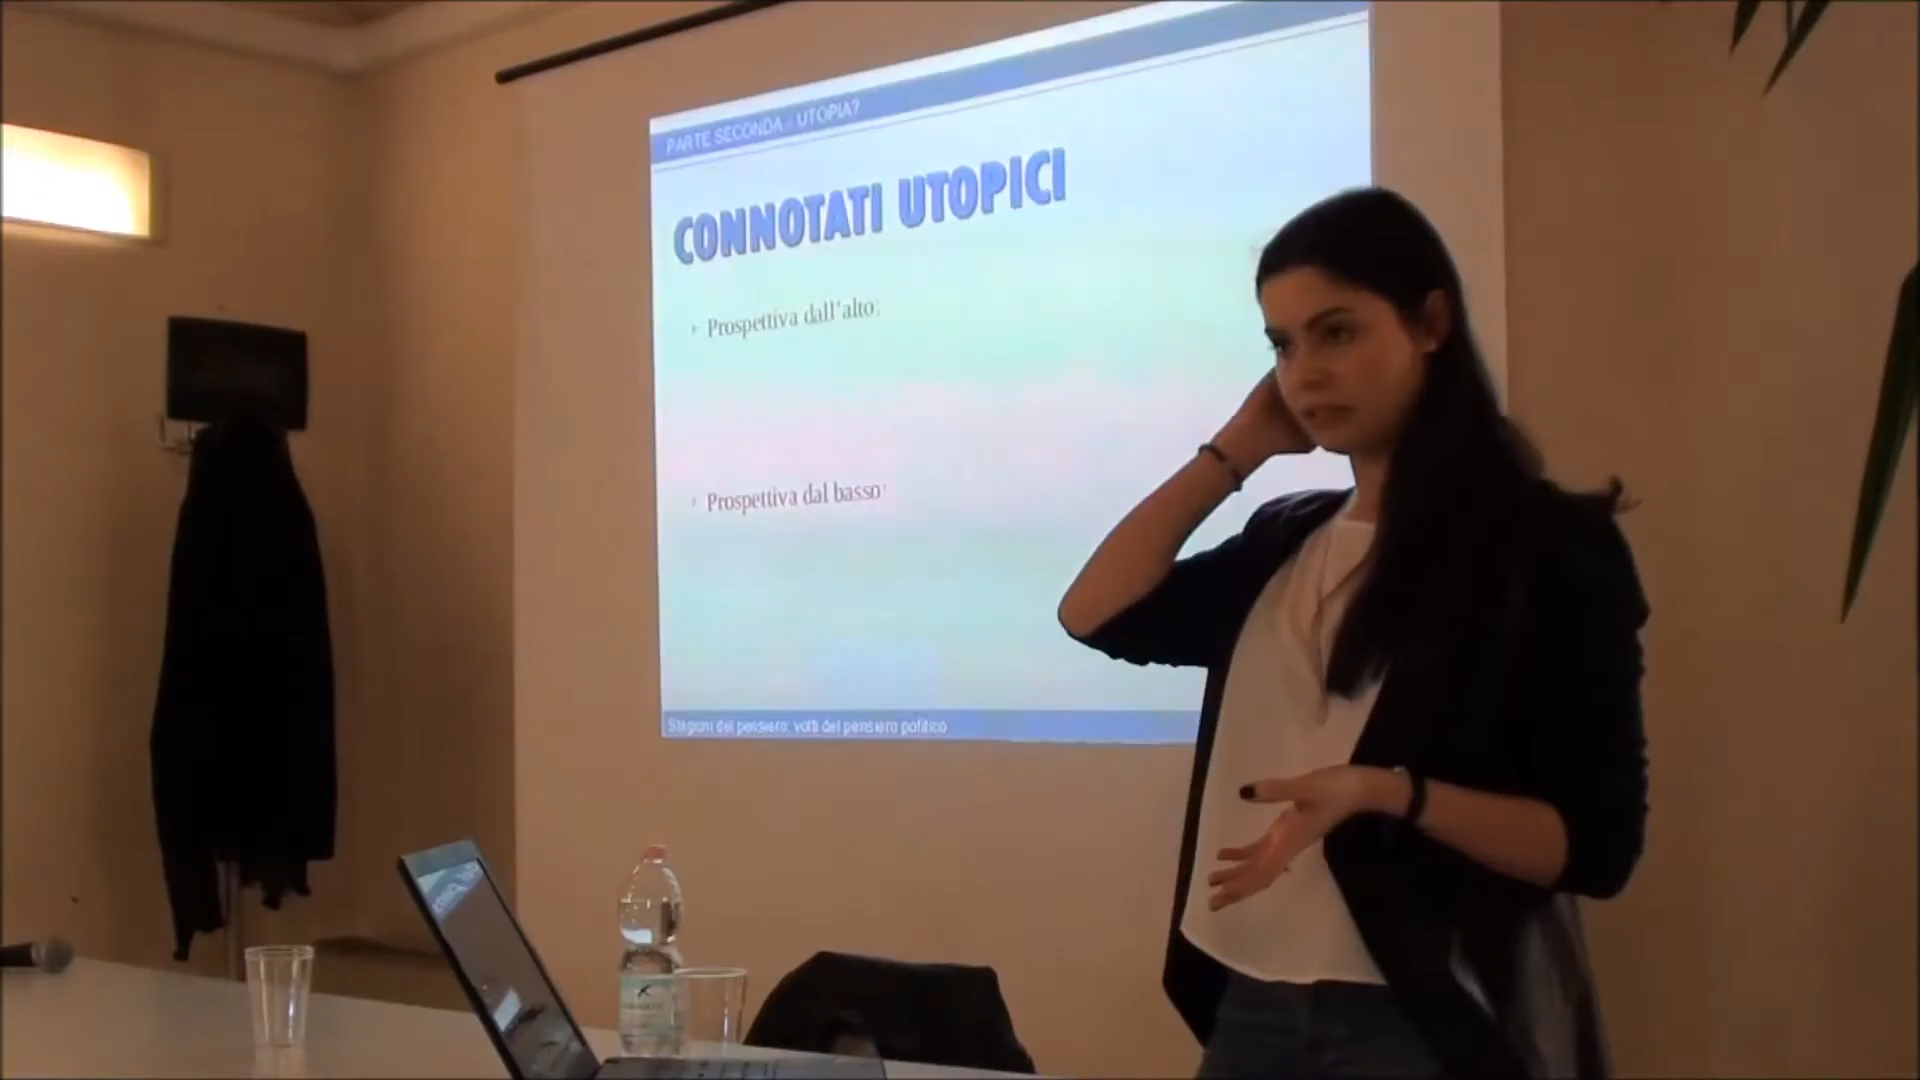 PARTE SECONDA - UTOPIA?
CONNOTATI UTOPICI
Prospettiva dall'alto:
Prospettiva dal basso:
Stagioni del pensiero: volti del pensiero politico